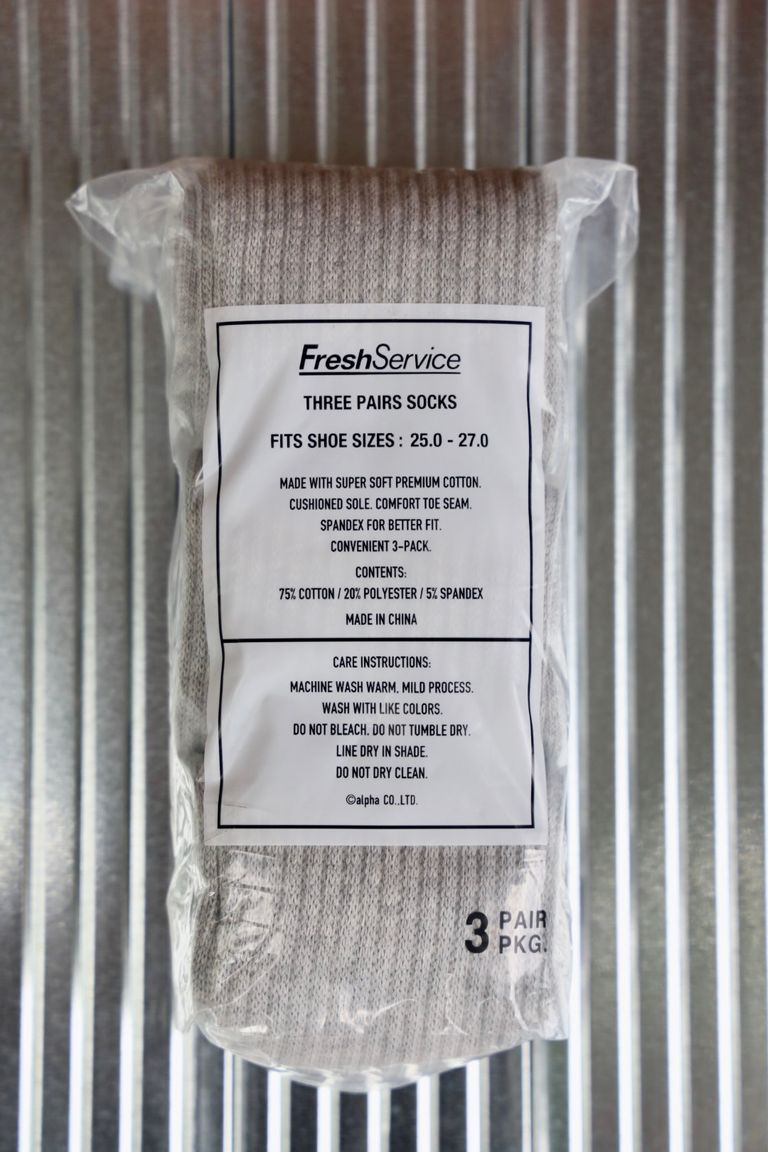 FreshService
THREE PAIRS SOCKS
FITS SHOE SIZES : 25.0 - 27.0
MADE WITH SUPER SOFT PREMIUM COTTON.
CUSHIONED SOLE. COMFORT TOE SEAM.
SPANDEX FOR BETTER FIT.
CONVENIENT 3-PACK.
CONTENTS:
75% COTTON / 20% POLYESTER / 5% SPANDEX
MADE IN CHINA
CARE INSTRUCTIONS:
MACHINE WASH WARM, MILD PROCESS.
WASH WITH LIKE COLORS.
DO NOT BLEACH. DO NOT TUMBLE DRY.
LINE DRY IN SHADE.
DO NOT DRY CLEAN.
©alpha CO.,LTD.
3 PAIR
PKG.